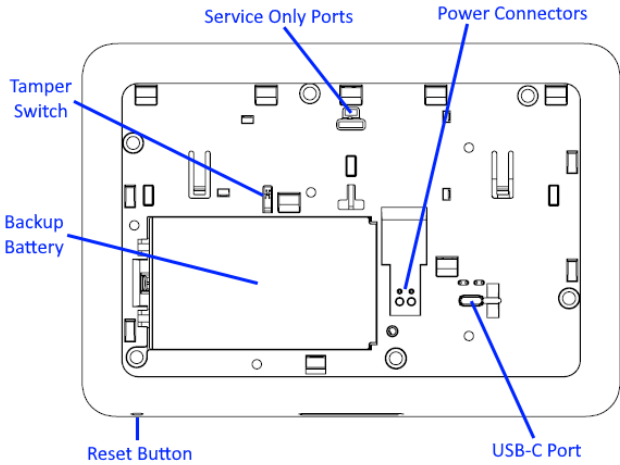 Service Only Ports
Power Connectors
Tamper
Switch
Backup
Battery
Reset Button
USB-C Port